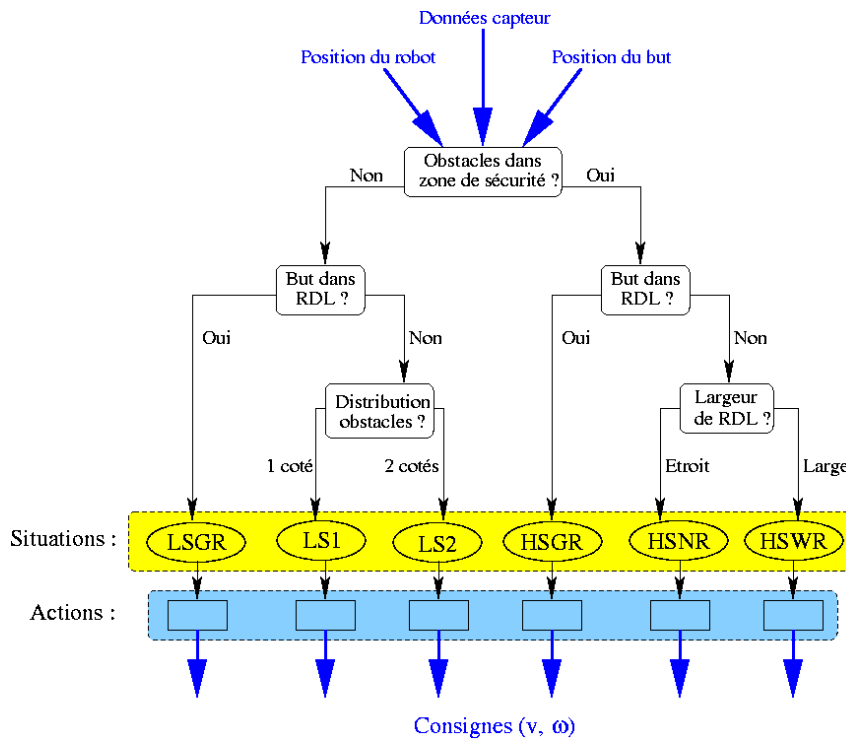 Données capteur
Position du robot
Position du but
Obstacles dans
zone de sécurité ?
Non
Oui
But dans
RDL ?
But dans
RDL ?
Oui
Non
Oui
Non
Distribution
obstacles ?
Largeur
de RDL ?
1 coté
2 cotés
Etroit
Large
Situations :
LSGR
LS1
LS2
HSGR
HSNR
HSWR
Actions :
Consignes (v, ω)